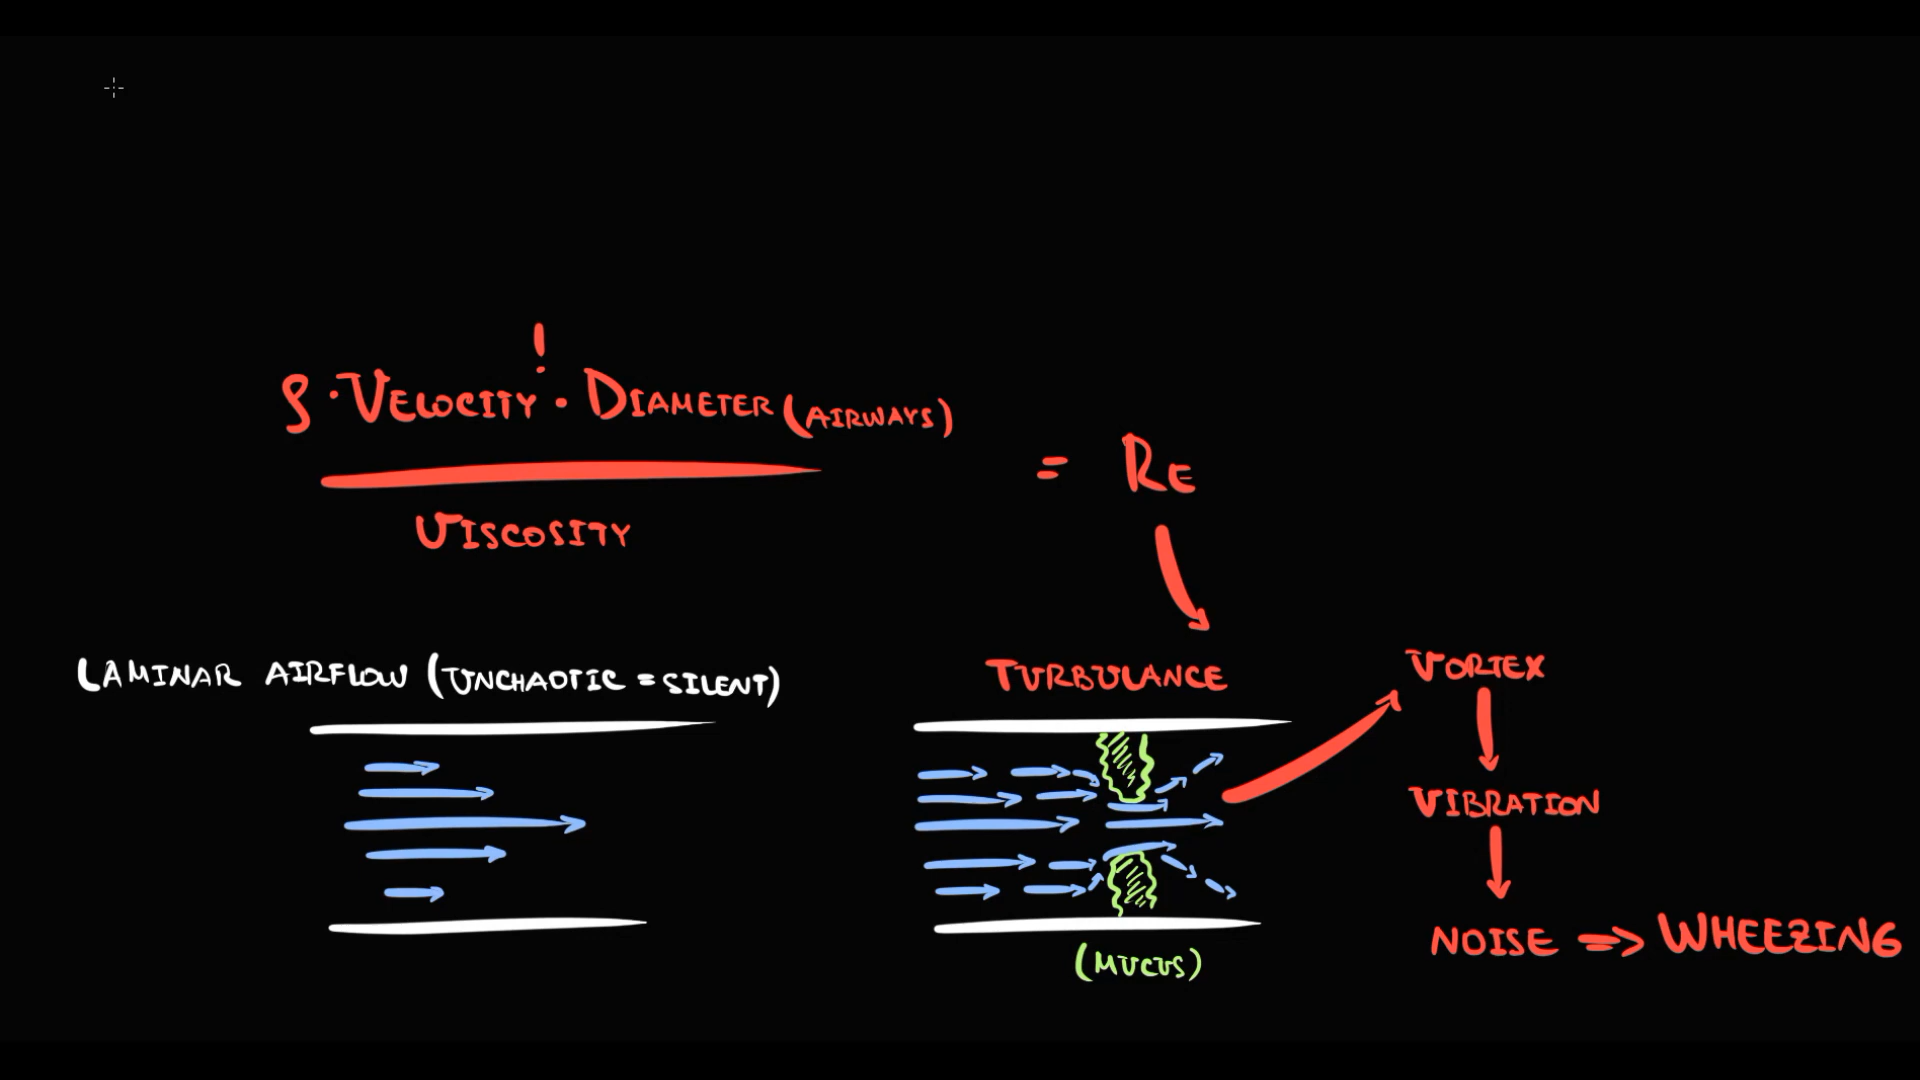 !
ρ · VELOCITY · DIAMETER (AIRWAYS)
VISCOSITY
= RE
LAMINAR AIRFLOW (UNCHAOTIC = SILENT)
TURBULANCE
(MUCUS)
VORTEX
VIBRATION
NOISE => WHEEZING